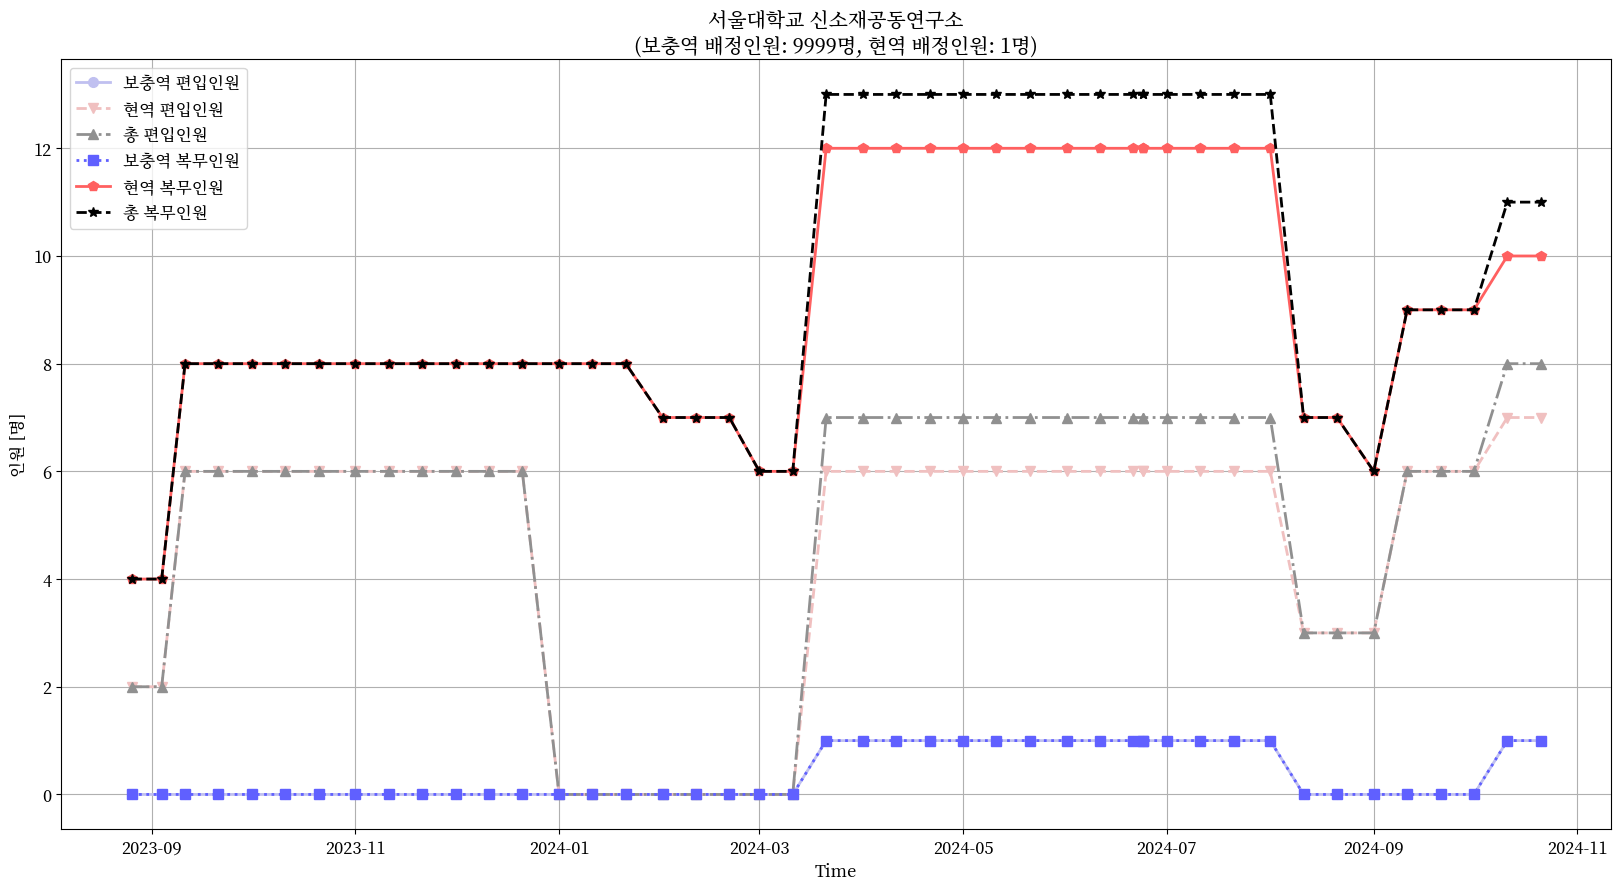 서울대학교 신소재공동연구소
(보충역 배정인원: 9999명, 현역 배정인원: 1명)
보충역 편입인원
현역 편입인원
총 편입인원
보충역 복무인원
현역 복무인원
총 복무인원
인원 [명]
12
10
8
6
4
2
0
2023-09
2023-11
2024-01
2024-03
2024-05
2024-07
2024-09
2024-11
Time